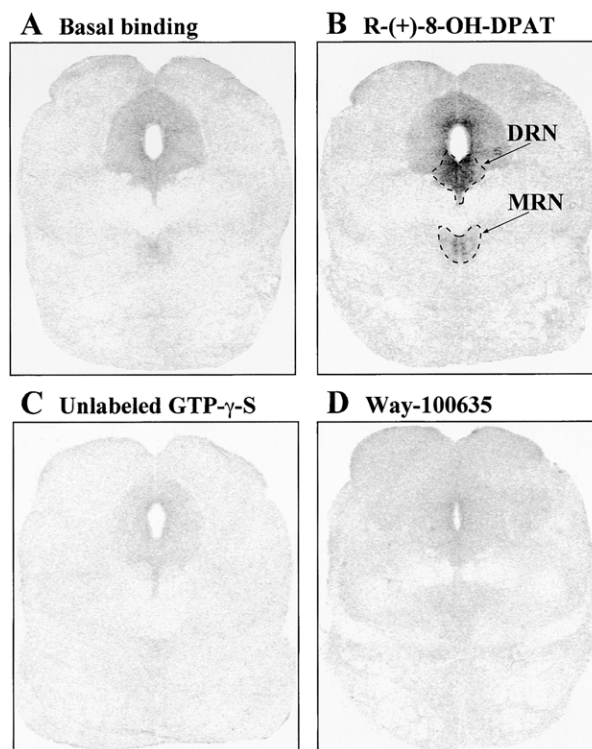 A Basal binding
B R-(+)-8-OH-DPAT
DRN
MRN
C Unlabeled GTP-γ-S
D Way-100635